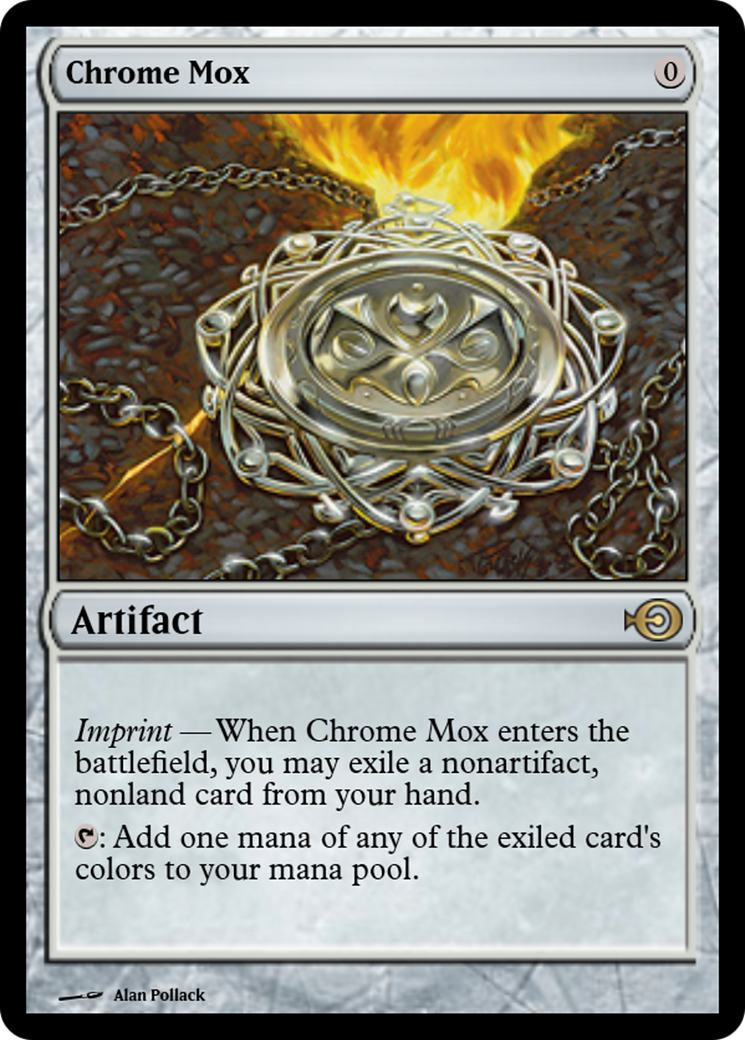 Chrome Mox 0
Artifact
Imprint — When Chrome Mox enters the
battlefield, you may exile a nonartifact,
nonland card from your hand.
: Add one mana of any of the exiled card's
colors to your mana pool.
Alan Pollack